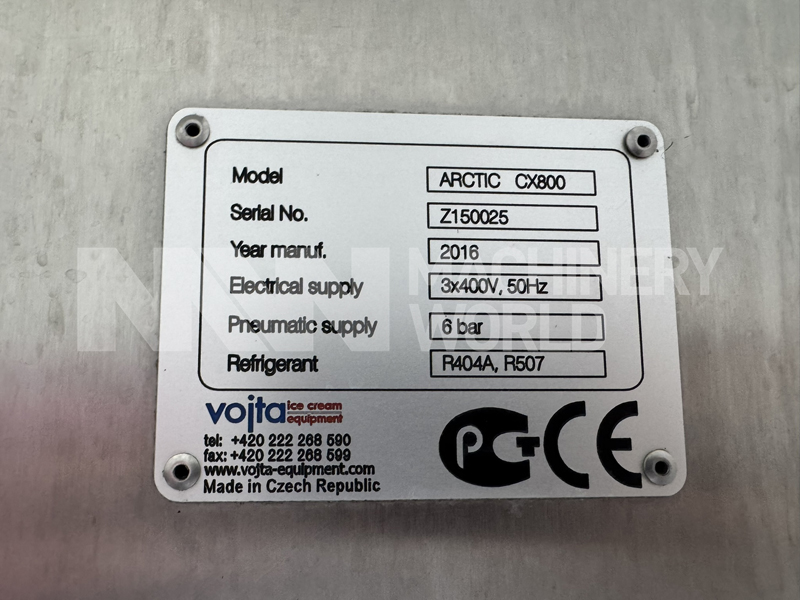 Model ARCTIC CX800
Serial No. Z150025
Year manuf. 2016
Electrical supply 3x400V, 50Hz
Pneumatic supply 6 bar
Refrigerant R404A, R507
MACHINERY
WORLD
vojta ice cream
equipment
tel: +420 222 268 590
fax: +420 222 268 599
www.vojta-equipment.com
Made in Czech Republic
PCT CE